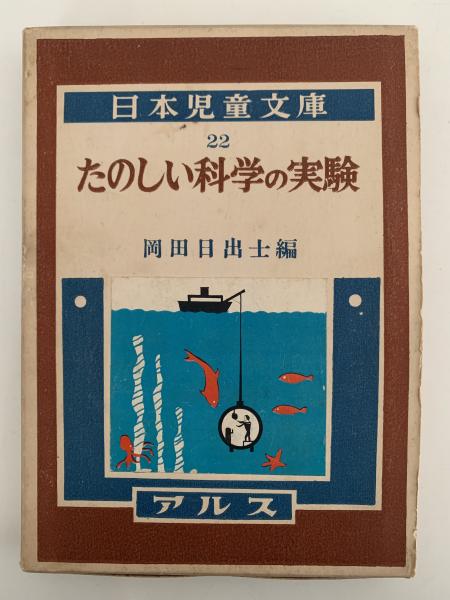 日本児童文庫
22
たのしい科学の実験
岡田日出士編
アルス